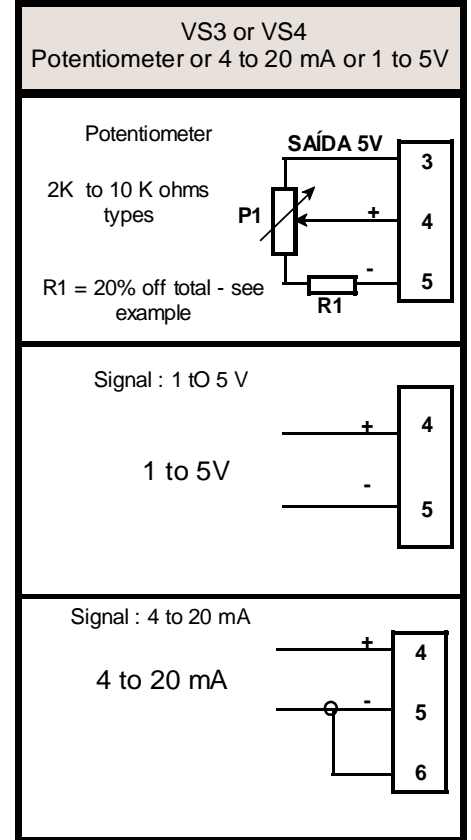 VS3 or VS4
Potentiometer or 4 to 20 mA or 1 to 5V
Potentiometer
2K to 10 K ohms
types
R1 = 20% off total - see
example
SAÍDA 5V
P1
+
-
R1
3
4
5
Signal : 1 tO 5 V
1 to 5V
+
-
4
5
Signal : 4 to 20 mA
4 to 20 mA
+
-
4
5
6